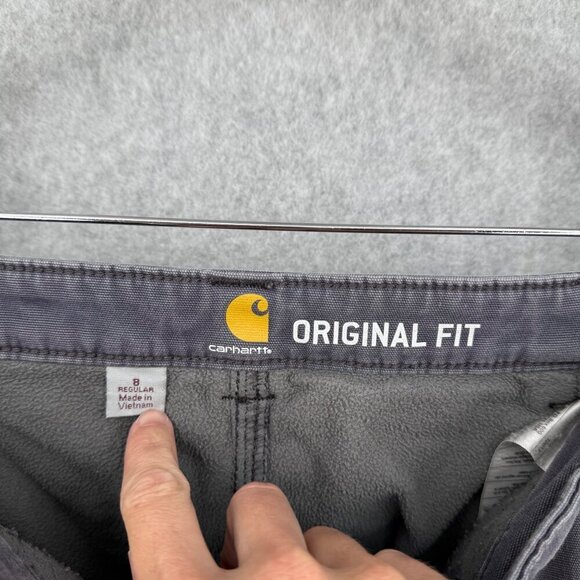 carhartt®
ORIGINAL FIT
8
REGULAR
Made in
Vietnam